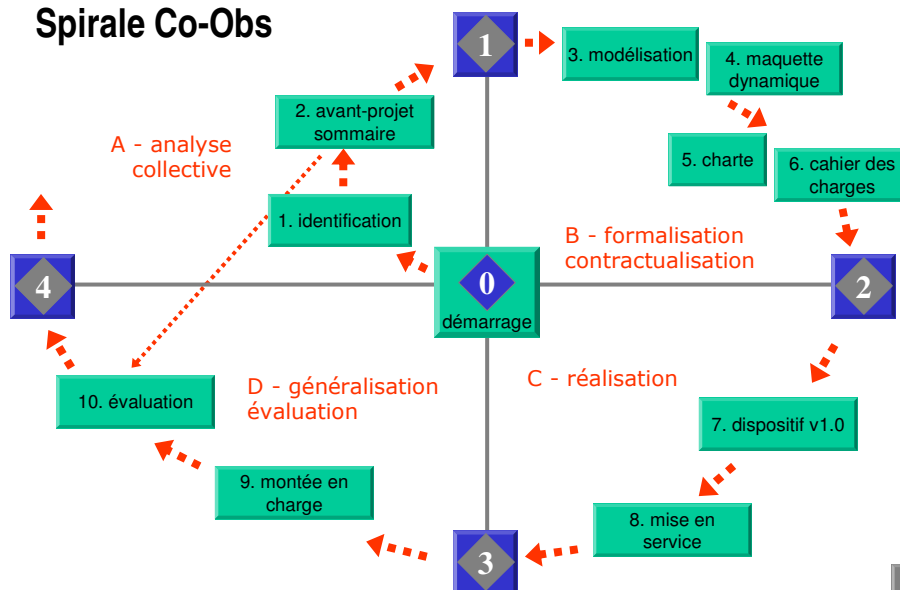 Spirale Co-Obs
1
3. modélisation
4. maquette
dynamique
2. avant-projet
sommaire
A - analyse
collective
5. charte
6. cahier des
charges
1. identification
B - formalisation
contractualisation
4
0
démarrage
2
D - généralisation
évaluation
C - réalisation
10. évaluation
7. dispositif v1.0
9. montée en
charge
8. mise en
service
3